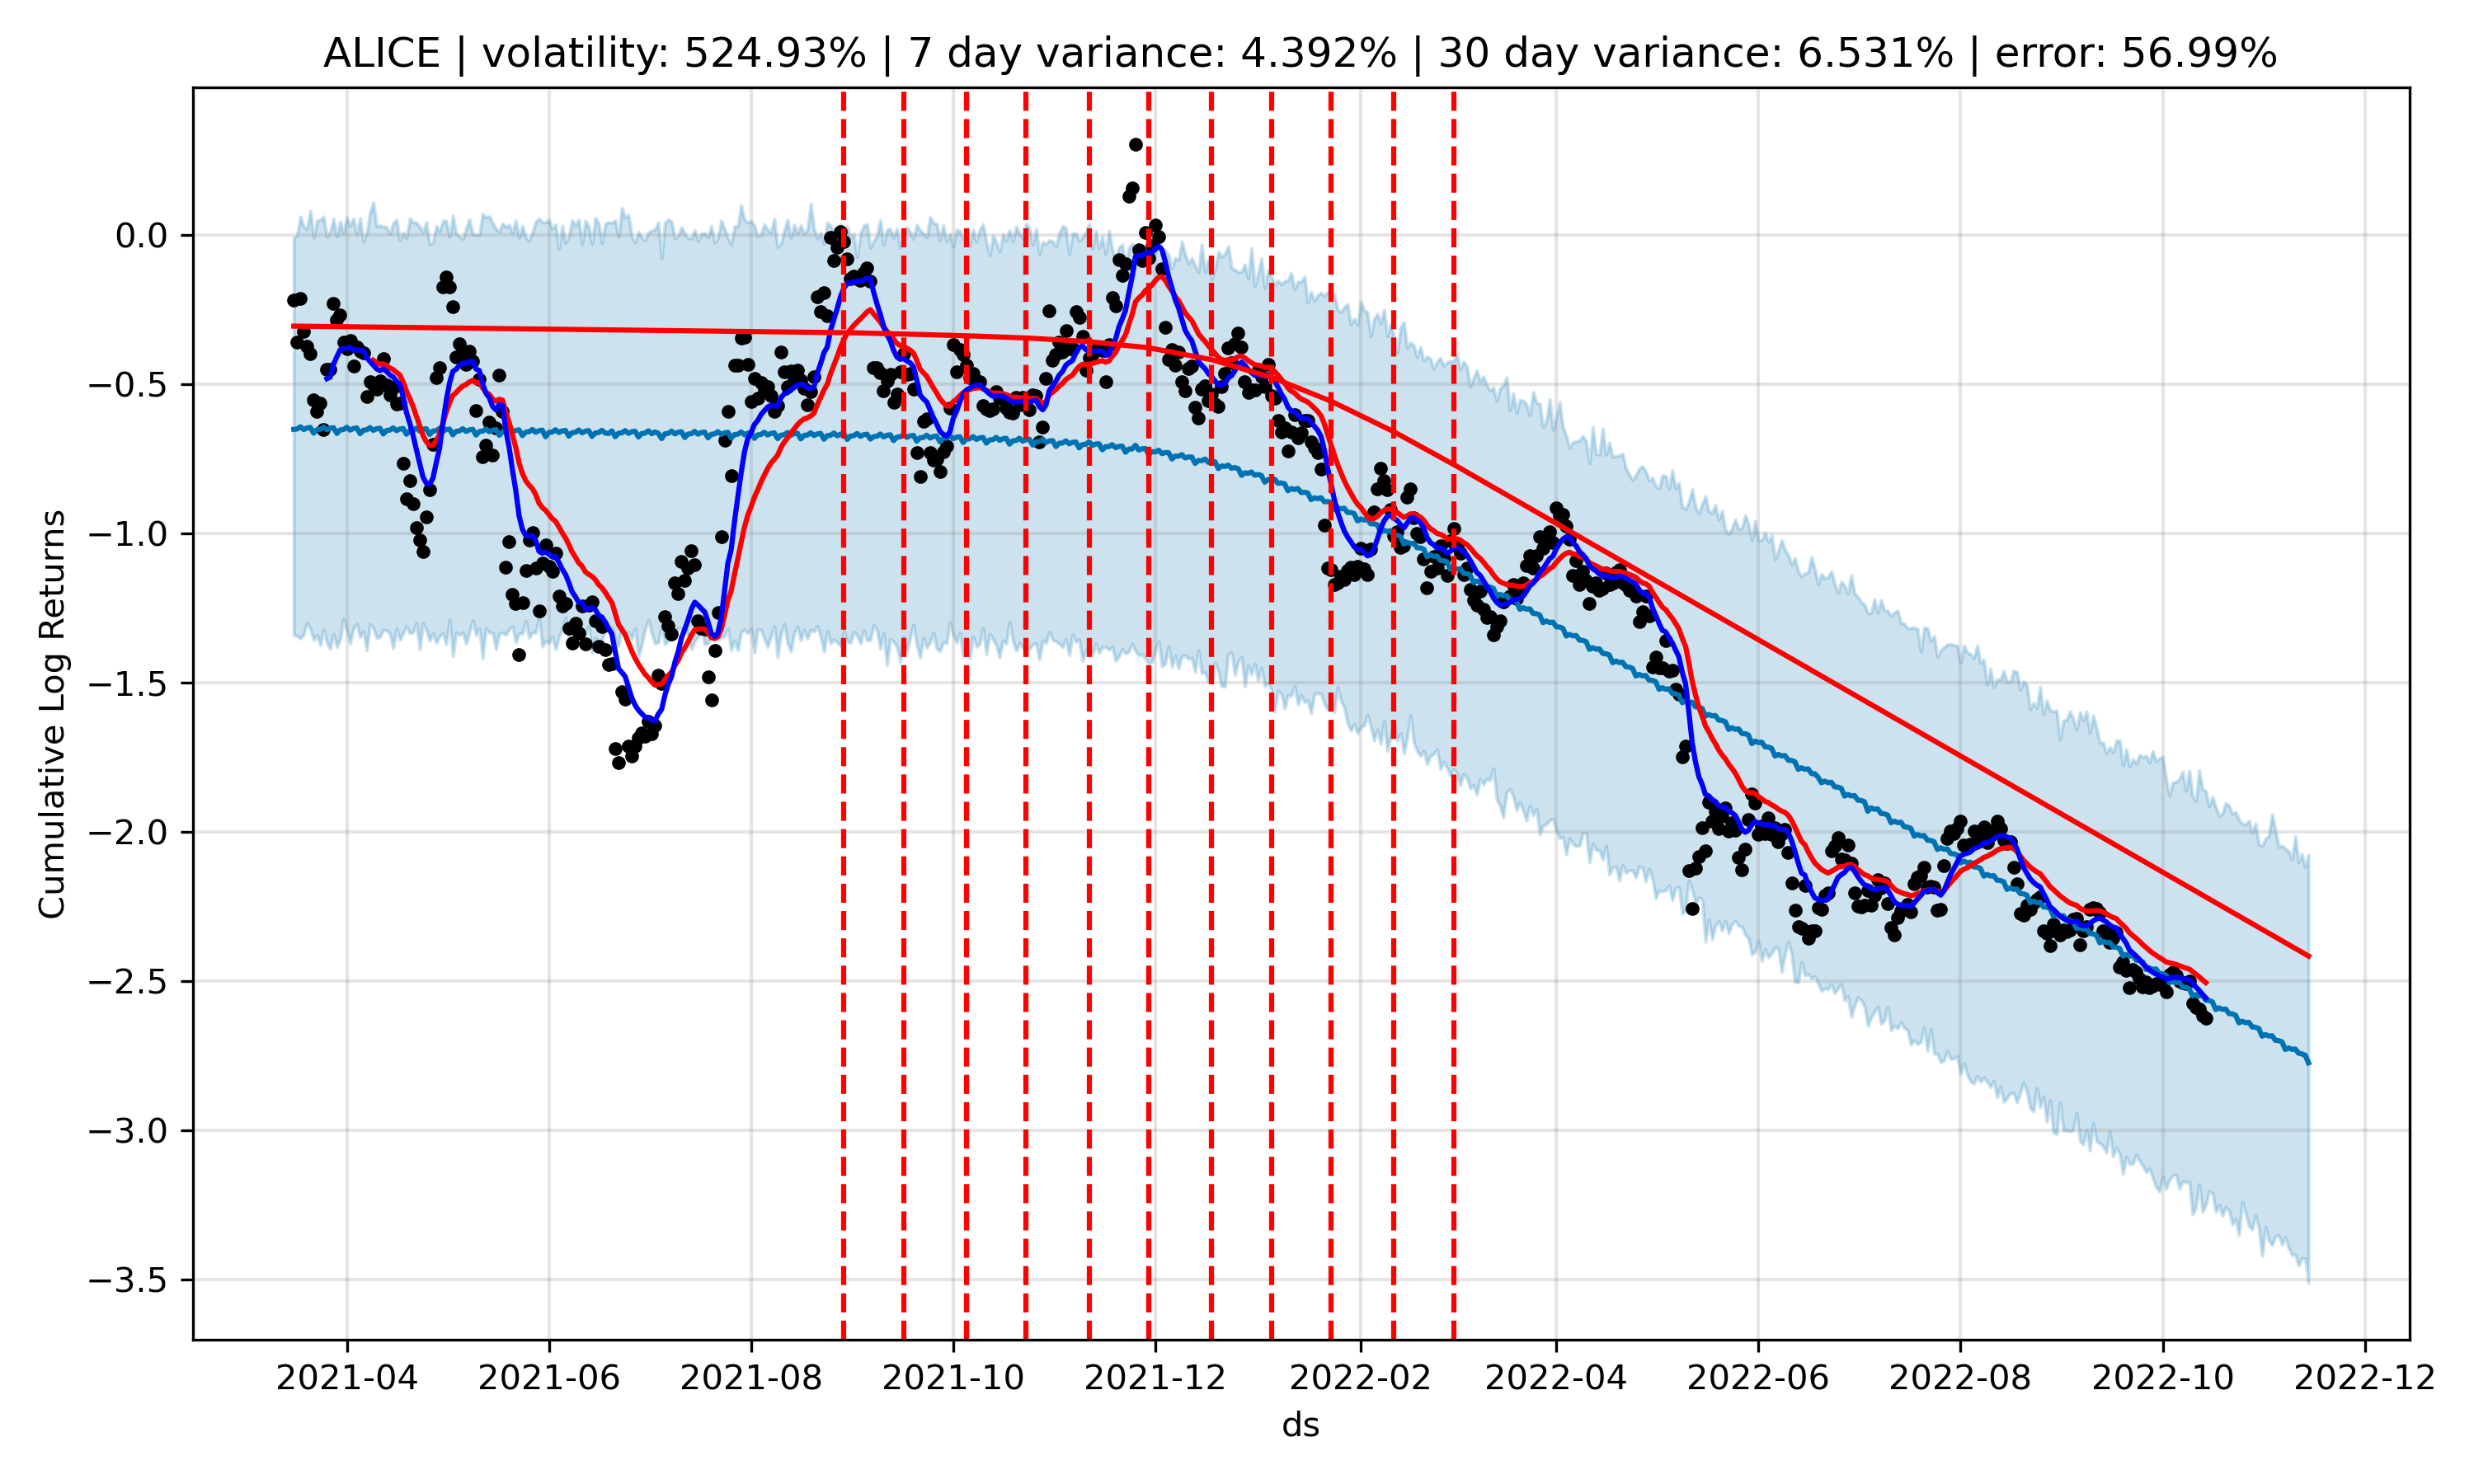 ALICE | volatility: 524.93% | 7 day variance: 4.392% | 30 day variance: 6.531% | error: 56.99%
Cumulative Log Returns
0.0
−0.5
−1.0
−1.5
−2.0
−2.5
−3.0
−3.5
2021-04 2021-06 2021-08 2021-10 2021-12 2022-02 2022-04 2022-06 2022-08 2022-10 2022-12
ds